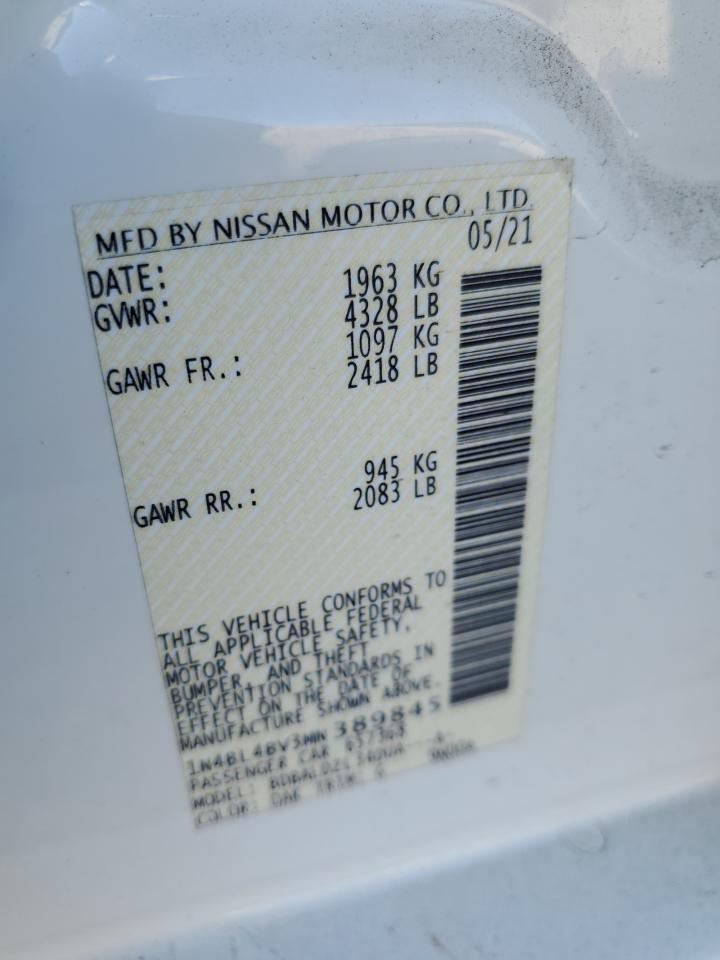 MFD BY NISSAN MOTOR CO., LTD.
DATE: 05/21
GVWR: 1963 KG
4328 LB
GAWR FR.: 1097 KG
2418 LB
GAWR RR.: 945 KG
2083 LB
THIS VEHICLE CONFORMS TO
ALL APPLICABLE FEDERAL
MOTOR VEHICLE SAFETY,
BUMPER, AND THEFT
PREVENTION STANDARDS IN
EFFECT ON THE DATE OF
MANUFACTURE SHOWN ABOVE.
1N4BL4BV3MN 389845
PASSENGER CAR
MODEL:
COLOR: